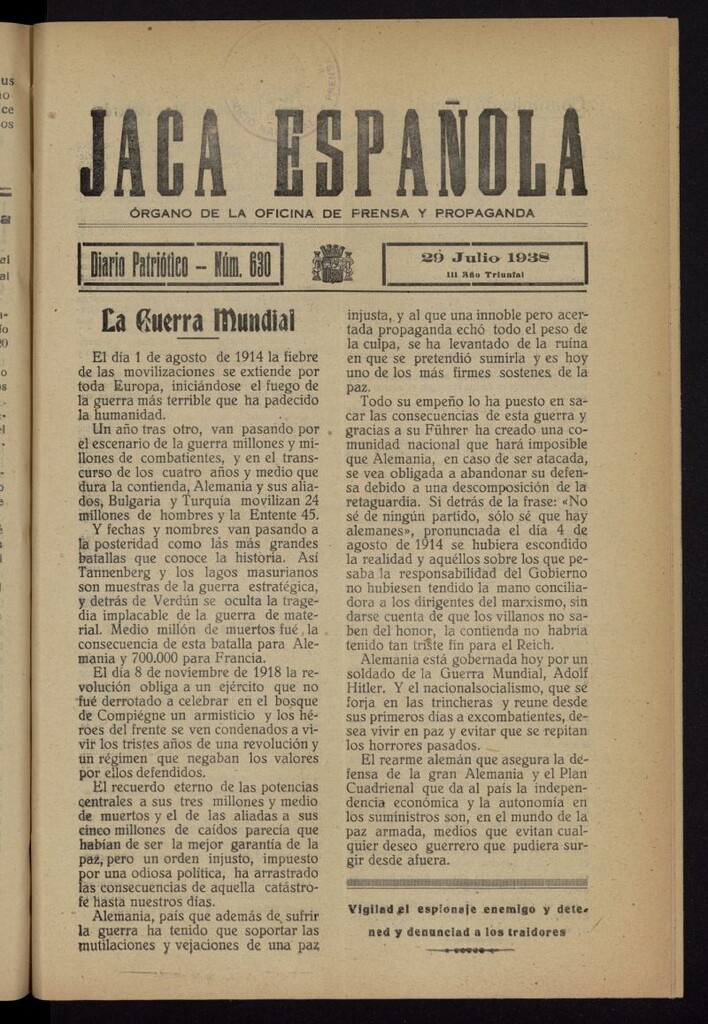 JACA ESPAÑOLA
ÓRGANO DE LA OFICINA DE PRENSA Y PROPAGANDA
Diario Patriótico – Núm. 630
29 Julio 1938
III Año Triunfal
La Guerra Mundial
El día 1 de agosto de 1914 la fiebre
de las movilizaciones se extiende por
toda Europa, iniciándose el fuego de
la guerra más terrible que ha padecido
la humanidad.
Un año tras otro, van pasando por
el escenario de la guerra millones y mi-
llones de combatientes, y en el trans-
curso de los cuatro años y medio que
dura la contienda, Alemania y sus alia-
dos, Bulgaria y Turquía movilizan 24
millones de hombres y la Entente 45.
Y fechas y nombres van pasando a
la posteridad como las más grandes
batallas que conoce la historia. Así
Tannenberg y los lagos masurianos
son muestras de la guerra estratégica,
y detrás de Verdún se oculta la trage-
dia implacable de la guerra de mate-
rial. Medio millón de muertos fué la
consecuencia de esta batalla para Ale-
mania y 700.000 para Francia.
El día 8 de noviembre de 1918 la re-
volución obliga a un ejército que no
fué derrotado a celebrar en el bosque
de Compiégne un armisticio y los hé-
roes del frente se ven condenados a vi-
vir los tristes años de una revolución y
un régimen que negaban los valores
por ellos defendidos.
El recuerdo eterno de las potencias
centrales a sus tres millones y medio
de muertos y el de las aliadas a sus
cinco millones de caídos parecía que
habían de ser la mejor garantía de la
paz, pero un orden injusto, impuesto
por una odiosa política, ha arrastrado
las consecuencias de aquella catástro-
fe hasta nuestros días.
Alemania, país que además de sufrir
la guerra ha tenido que soportar las
mutilaciones y vejaciones de una paz
injusta, y al que una innoble pero acer-
tada propaganda echó todo el peso de
la culpa, se ha levantado de la ruina
en que se pretendió sumirla y es hoy
uno de los más firmes sostenes de la
paz.
Todo su empeño lo ha puesto en sa-
car las consecuencias de esta guerra y
gracias a su Führer ha creado una co-
munidad nacional que hará imposible
que Alemania, en caso de ser atacada,
se vea obligada a abandonar su defen-
sa debido a una descomposición de la
retaguardia. Si detrás de la frase: «No
sé de ningún partido, sólo sé que hay
alemanes», pronunciada el día 4 de
agosto de 1914 se hubiera escondido
la realidad y aquéllos sobre los que pe-
saba la responsabilidad del Gobierno
no hubiesen tendido la mano concilia-
dora a los dirigentes del marxismo, sin
darse cuenta de que los villanos no sa-
ben del honor, la contienda no habría
tenido tan triste fin para el Reich.
Alemania está gobernada hoy por un
soldado de la Guerra Mundial, Adolf
Hitler. Y el nacionalsocialismo, que se
forja en las trincheras y reune desde
sus primeros días a excombatientes, de-
sea vivir en paz y evitar que se repitan
los horrores pasados.
El rearme alemán que asegura la de-
fensa de la gran Alemania y el Plan
Cuadrienal que da al país la indepen-
dencia económica y la autonomía en
los suministros son, en el mundo de la
paz armada, medios que evitan cual-
quier deseo guerrero que pudiera sur-
gir desde afuera.
Vigilad el espionaje enemigo y dete-
ned y denunciad a los traidores